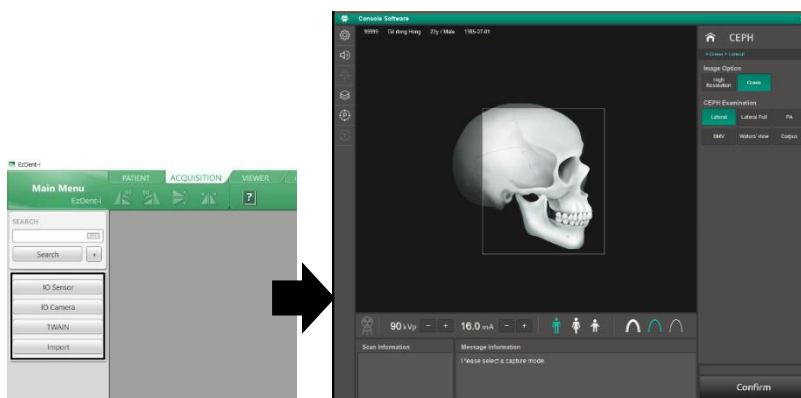 EzDent-i
Main Menu
EzDent-i
PATIENT
ACQUISITION
VIEWER
?
SEARCH
Search
IO Sensor
IO Camera
TWAIN
Import
Console Software
99999 Gil dong Hong 23y / Male 1985-07-01
CEPH
Image Option
High Resolution
Green
CEPH Examination
Lateral
Lateral Full
PA
SMV
Waters' view
Carpus
90 kVp - +
16.0 mA - +
Scan Information
Message Information
Please select a capture mode.
Confirm